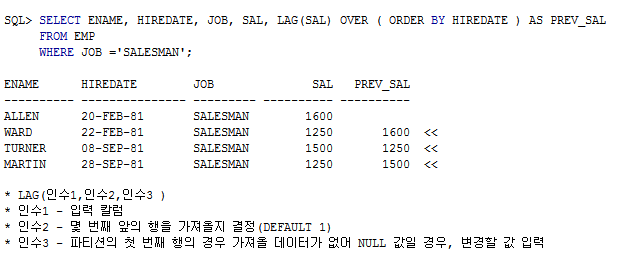 SQL> SELECT ENAME, HIREDATE, JOB, SAL, LAG(SAL) OVER ( ORDER BY HIREDATE ) AS PREV_SAL
FROM EMP
WHERE JOB ='SALESMAN';
ENAME HIREDATE JOB SAL PREV_SAL
---------- --------------- --------- ---------- ----------
ALLEN 20-FEB-81 SALESMAN 1600
WARD 22-FEB-81 SALESMAN 1250 1600 <<
TURNER 08-SEP-81 SALESMAN 1500 1250 <<
MARTIN 28-SEP-81 SALESMAN 1250 1500 <<
* LAG(인수1,인수2,인수3 )
* 인수1 - 입력 칼럼
* 인수2 - 몇 번째 앞의 행을 가져올지 결정(DEFAULT 1)
* 인수3 - 파티션의 첫 번째 행의 경우 가져올 데이터가 없어 NULL 값일 경우, 변경할 값 입력